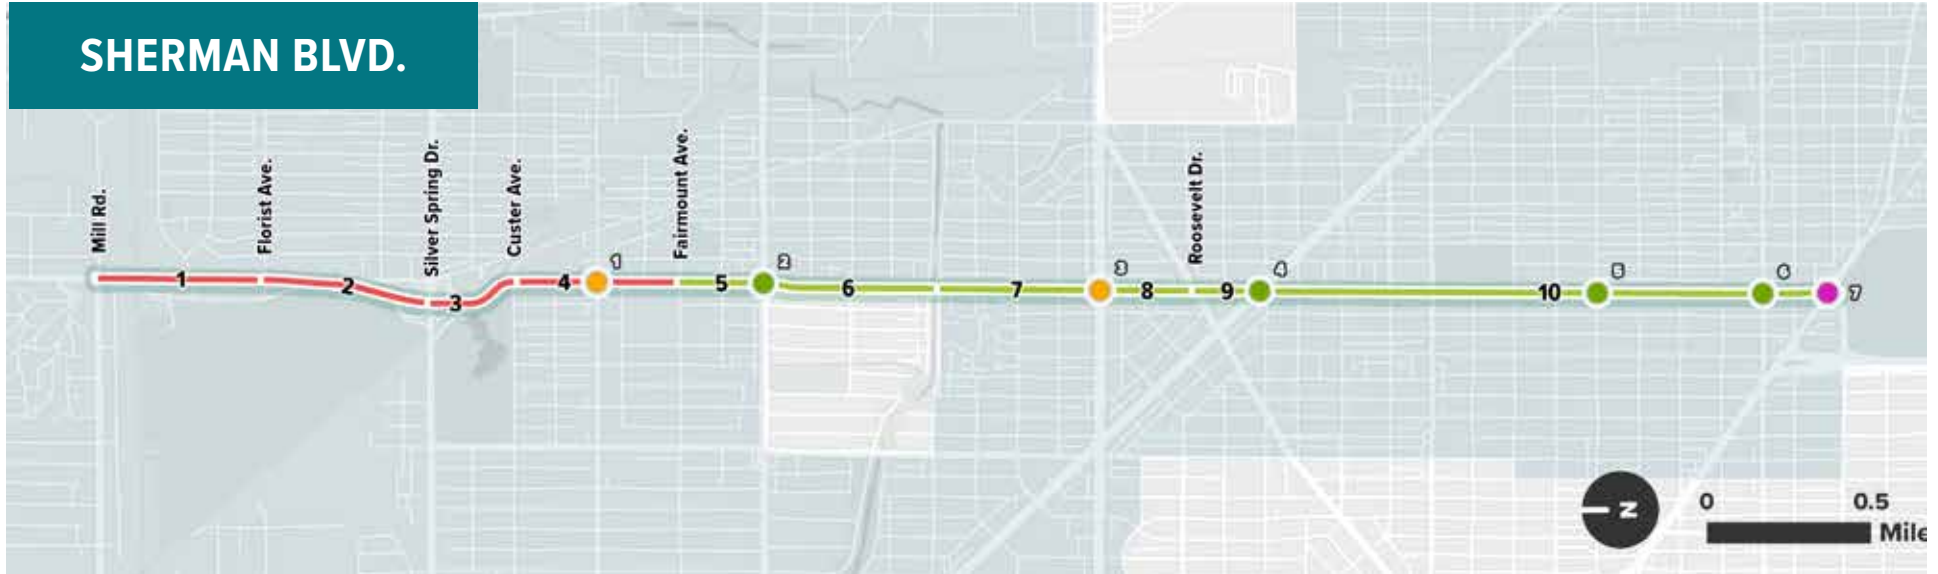 SHERMAN BLVD.
Mill Rd.
Florist Ave.
Silver Spring Dr.
Custer Ave.
Fairmount Ave.
Roosevelt Dr.
1
2
3
4
1
5
2
6
7
3
8
9
4
10
5
6
7
N
0 0.5
Mile